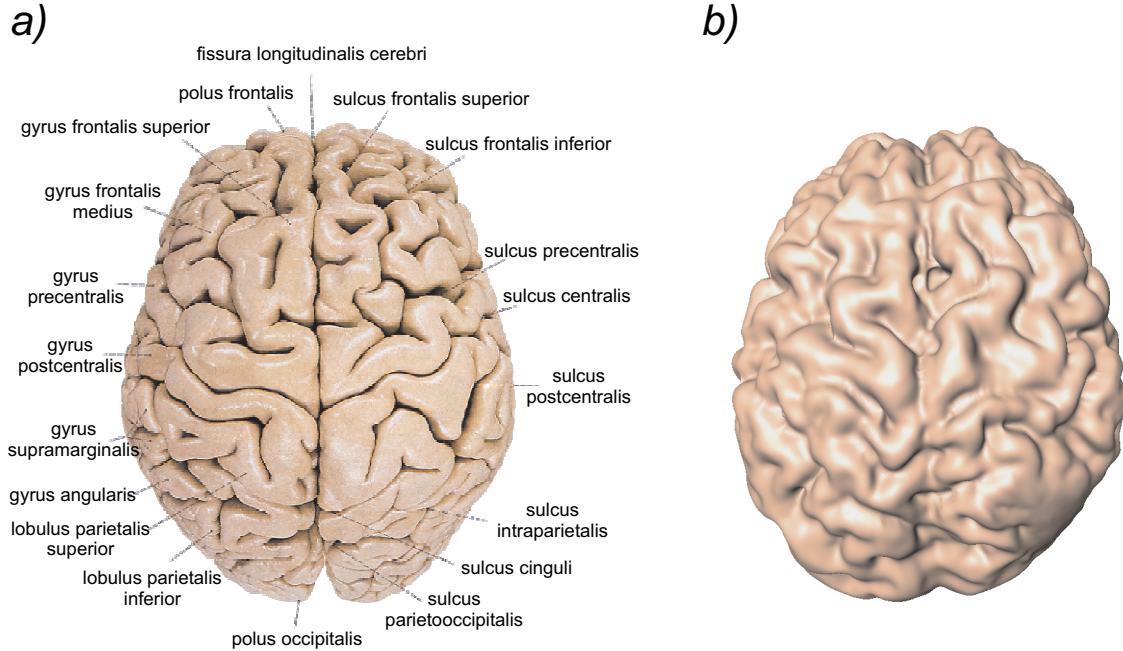 a)
b)
fissura longitudinalis cerebri
polus frontalis
sulcus frontalis superior
gyrus frontalis superior
sulcus frontalis inferior
gyrus frontalis
medius
sulcus precentralis
gyrus
precentralis
sulcus centralis
gyrus
postcentralis
sulcus
postcentralis
gyrus
supramarginalis
gyrus angularis
sulcus
intraparietalis
lobulus parietalis
superior
sulcus cinguli
lobulus parietalis
inferior
sulcus
parietooccipitalis
polus occipitalis